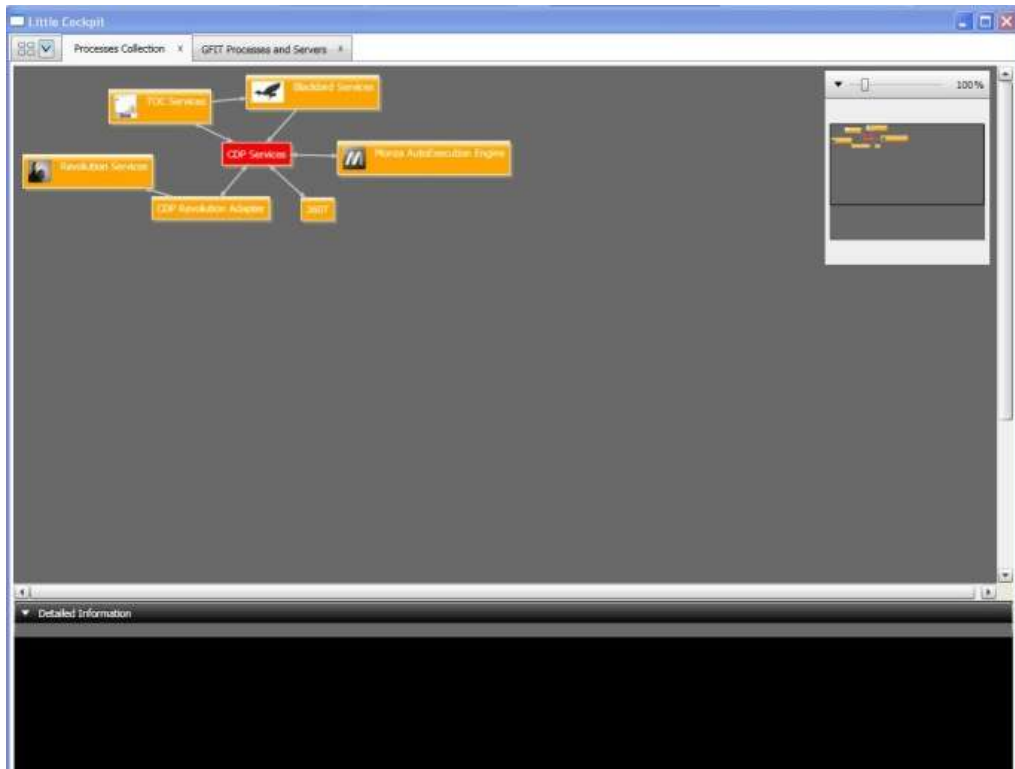 Little Cockpit
Processes Collection x
GFIT Processes and Servers x
100%
TOC Services
Blackbird Services
CDP Services
Monza AutoExecution Engine
Revolution Services
CDP Revolution Adapter
360T
Detailed Information